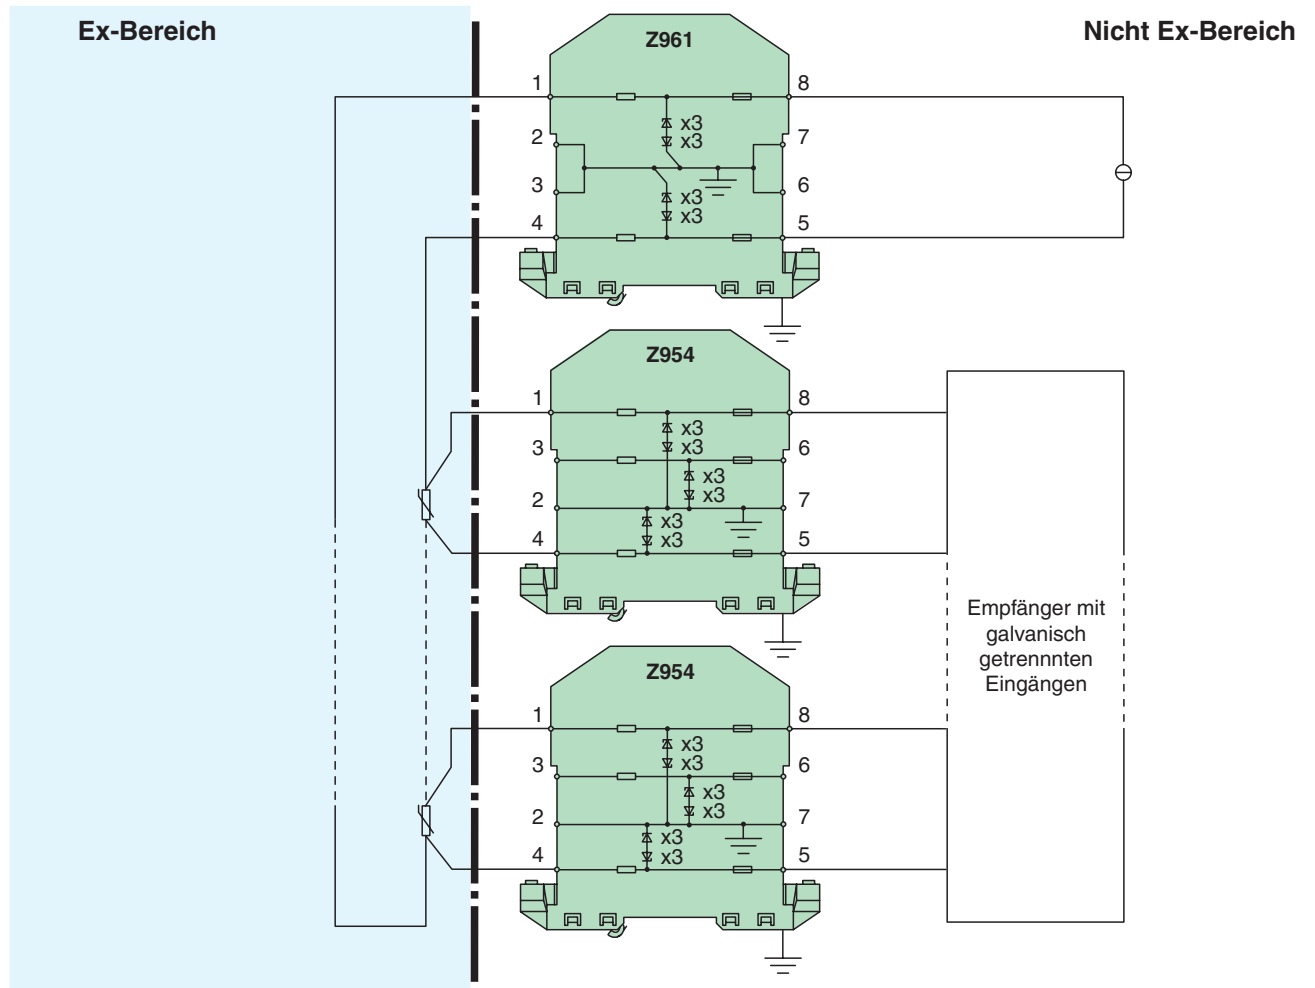 Ex-Bereich
Nicht Ex-Bereich
Z961
1
8
x3
x3
2
7
3
6
x3
x3
4
5
Z954
1
8
x3
x3
3
6
x3
x3
2
7
x3
x3
4
5
Empfänger mit
galvanisch
getrennnten
Eingängen
Z954
1
8
x3
x3
3
6
x3
x3
2
7
x3
x3
4
5